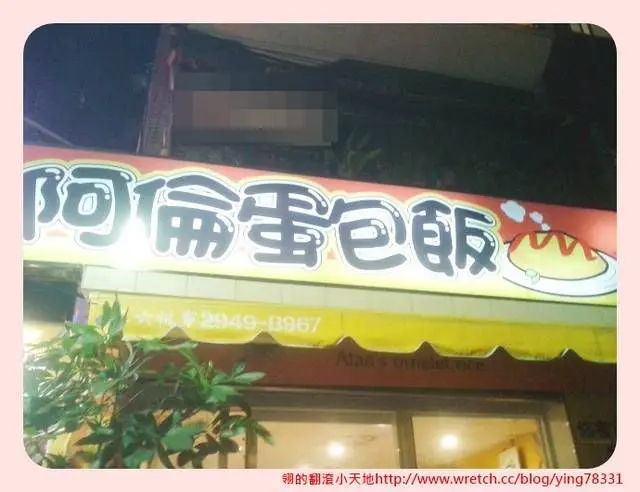 阿倫蛋包飯
2949-8967
Alan's omelet rice
翎的翻滾小天地http://www.wretch.cc/blog/ying78331